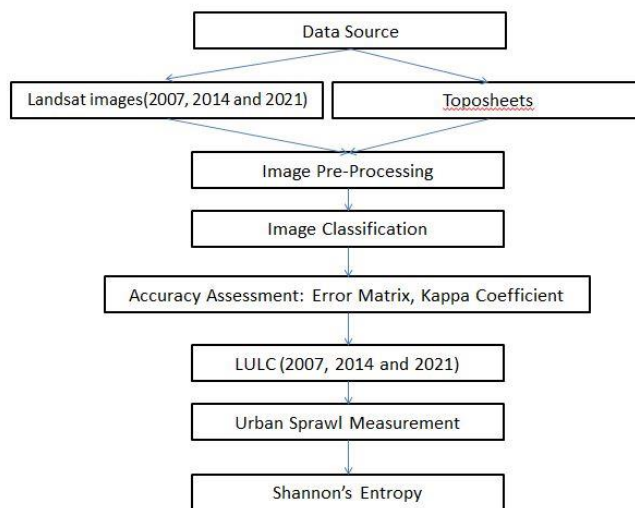 Data Source
Landsat images(2007, 2014 and 2021)
Toposheets
Image Pre-Processing
Image Classification
Accuracy Assessment: Error Matrix, Kappa Coefficient
LULC (2007, 2014 and 2021)
Urban Sprawl Measurement
Shannon’s Entropy